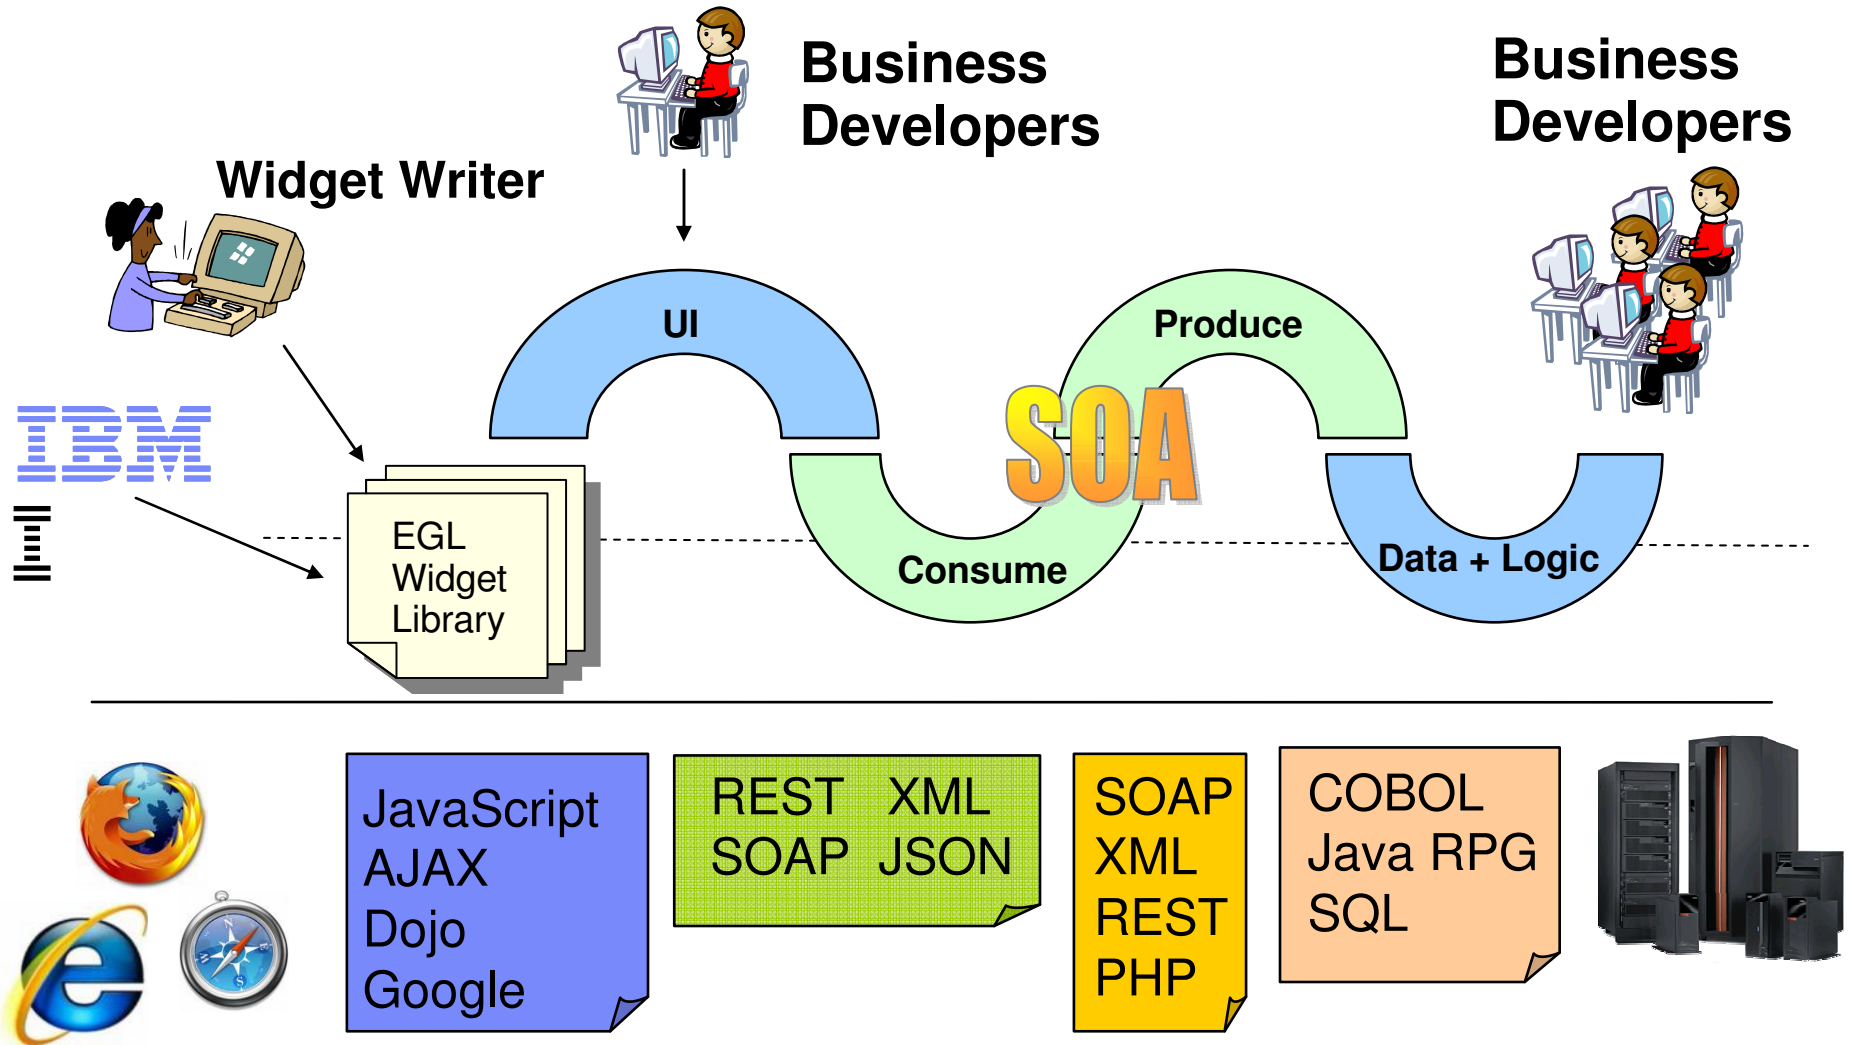 Business
Developers
Business
Developers
Widget Writer
UI
Produce
SOA
IBM
I
EGL
Widget
Library
Consume
Data + Logic
JavaScript
AJAX
Dojo
Google
REST XML
SOAP JSON
SOAP
XML
REST
PHP
COBOL
Java RPG
SQL